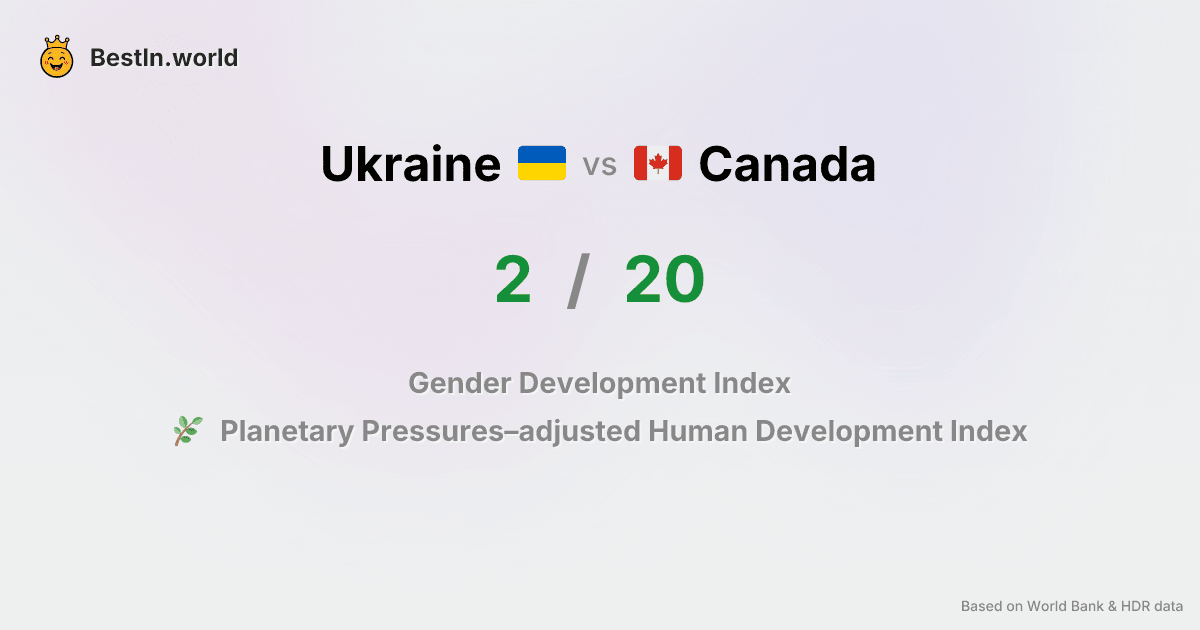 BestIn.world
Ukraine vs Canada
2 / 20
Gender Development Index
Planetary Pressures–adjusted Human Development Index
Based on World Bank & HDR data